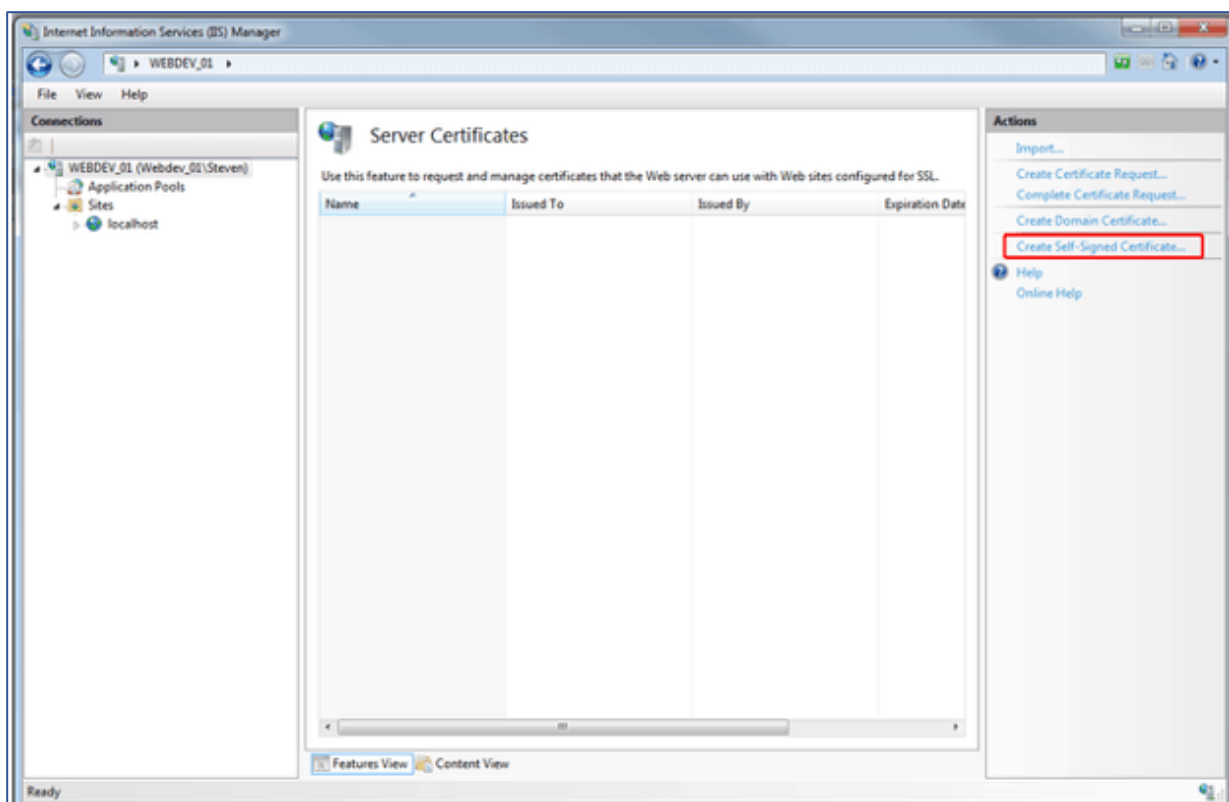 Internet Information Services (IIS) Manager
WEBDEV_01
File View Help
Connections
WEBDEV_01 (Webdev_01\Steven)
Application Pools
Sites
localhost
Server Certificates
Use this feature to request and manage certificates that the Web server can use with Web sites configured for SSL.
Name Issued To Issued By Expiration Date
Features View Content View
Actions
Import...
Create Certificate Request...
Complete Certificate Request...
Create Domain Certificate...
Create Self-Signed Certificate...
Help
Online Help
Ready